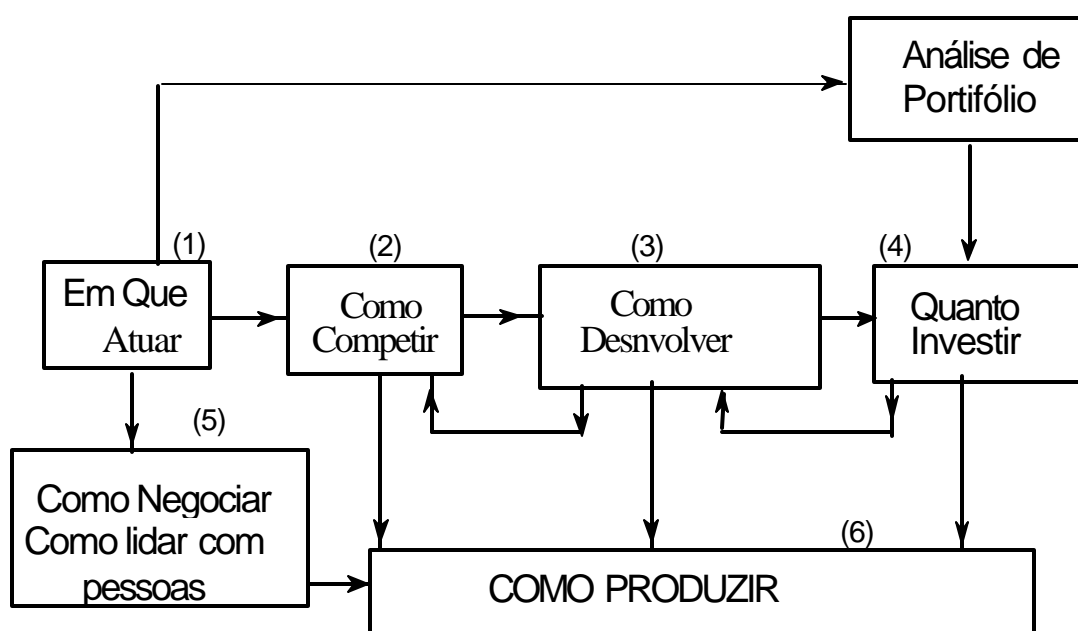 Análise de
Portifólio
(1)
(2)
(3)
(4)
Em Que
Atuar
Como
Competir
Como
Desnvolver
Quanto
Investir
(5)
Como Negociar
Como lidar com
pessoas
(6)
COMO PRODUZIR